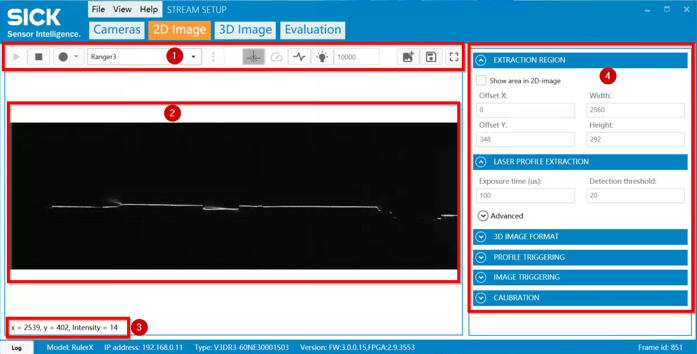 SICK
Sensor Intelligence.
File View Help STREAM SETUP
Cameras 2D Image 3D Image Evaluation
1
Ranger3
10000
2
EXTRACTION REGION
4
Show area in 2D-image
Offset X: Width:
0 2560
Offset Y: Height:
348 292
LASER PROFILE EXTRACTION
Exposure time (us): Detection threshold:
100 20
Advanced
3D IMAGE FORMAT
PROFILE TRIGGERING
IMAGE TRIGGERING
CALIBRATION
x = 2539, y = 402, Intensity = 14
3
Log Model: RulerX IP address: 192.168.0.11 Type: V3DR3-60NE30001S03 Version: FW:3.0.0.15,FPGA:2.9.3553 Frame id: 851